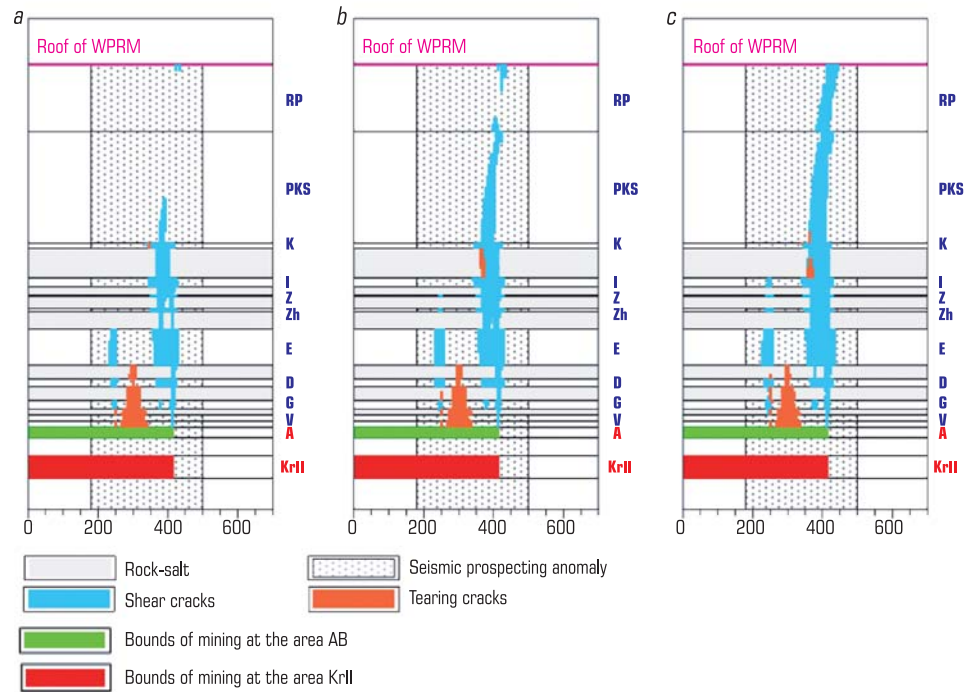 a
Roof of WPRM
RP
PKS
K
I
Z
Zh
E
D
G
V
A
KrII
0 200 400 600
b
Roof of WPRM
RP
PKS
K
I
Z
Zh
E
D
G
V
A
KrII
0 200 400 600
c
Roof of WPRM
RP
PKS
K
I
Z
Zh
E
D
G
V
A
KrII
0 200 400 600
Rock-salt
Seismic prospecting anomaly
Shear cracks
Tearing cracks
Bounds of mining at the area AB
Bounds of mining at the area KrII